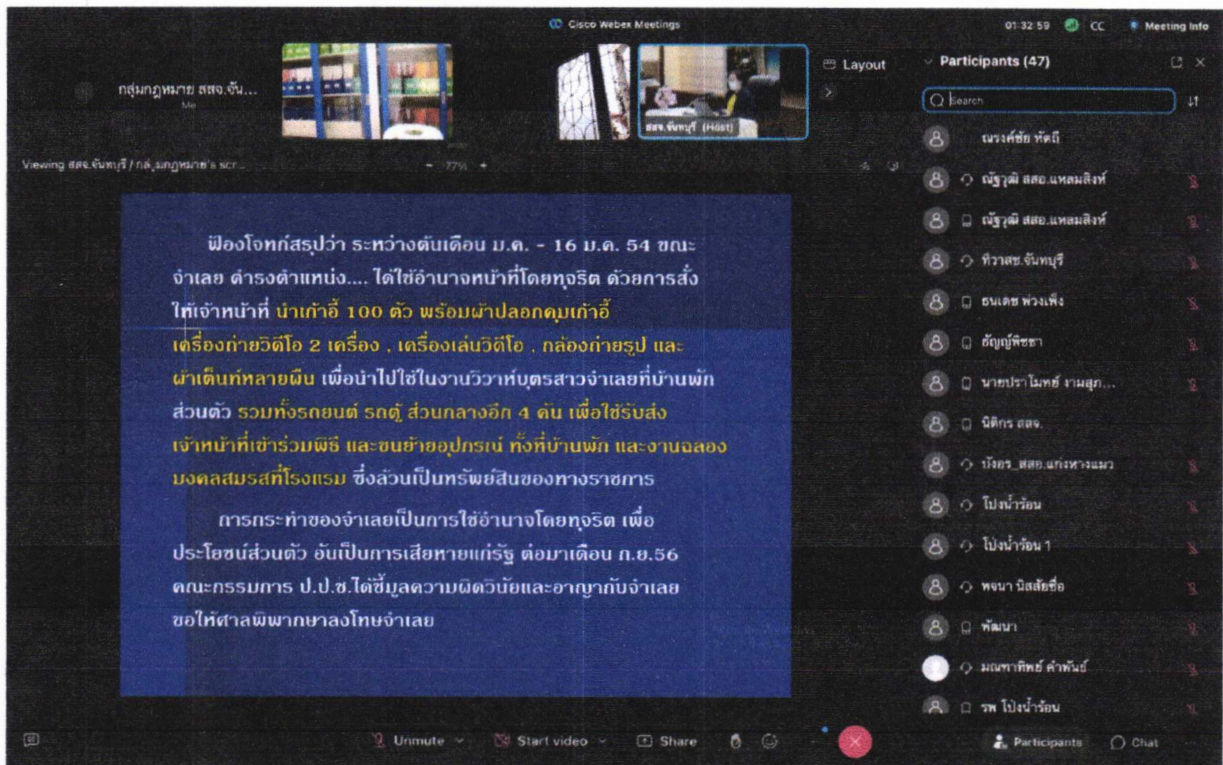 Cisco Webex Meetings
01:32:59 CC Meeting Info
กลุ่มกฎหมาย สสจ.จัน...
Me
สสจ.จันทบุรี (Host)
Layout
Viewing สสจ.จันทบุรี / กลุ่มกฎหมาย's scr...
- 77% +
ฟ้องโจทก์สรุปว่า ระหว่างต้นเดือน ม.ค. - 16 ม.ค. 54 ขณะ
จำเลย ดำรงตำแหน่ง.... ได้ใช้อำนาจหน้าที่โดยทุจริต ด้วยการสั่ง
ให้เจ้าหน้าที่ นำเก้าอี้ 100 ตัว พร้อมผ้าปลอกคุมเก้าอี้
เครื่องถ่ายวิดีโอ 2 เครื่อง , เครื่องเล่นวิดีโอ , กล้องถ่ายรูป และ
ผ้าเต็นท์หลายผืน เพื่อนำไปใช้ในงานวิวาห์บุตรสาวจำเลยที่บ้านพัก
ส่วนตัว รวมทั้งรถยนต์ รถตู้ ส่วนกลางอีก 4 คัน เพื่อใช้รับส่ง
เจ้าหน้าที่เข้าร่วมพิธี และขนย้ายอุปกรณ์ ทั้งที่บ้านพัก และงานฉลอง
มงคลสมรสที่โรงแรม ซึ่งล้วนเป็นทรัพย์สินของทางราชการ
การกระทำของจำเลยเป็นการใช้อำนาจโดยทุจริต เพื่อ
ประโยชน์ส่วนตัว อันเป็นการเสียหายแก่รัฐ ต่อมาเดือน ก.ย.56
คณะกรรมการ ป.ป.ช.ได้ชี้มูลความผิดวินัยและอาญากับจำเลย
ขอให้ศาลพิพากษาลงโทษจำเลย
Participants (47)
Search
ณรงค์ชัย หัตถี
ณัฐวุฒิ สสอ.แหลมสิงห์
ณัฐวุฒิ สสอ.แหลมสิงห์
ทิวาสช.จันทบุรี
ธนเดช พ่วงเพ็ง
ธัญญ์พิชชา
นายปราโมทย์ งามสุภ...
นิติกร สสจ.
บังอร_สสอ.แก่งหางแมว
โป่งน้ำร้อน
โป่งน้ำร้อน 1
พจนา นิสสัยซื่อ
พัฒนา
มณฑาทิพย์ คำพันธ์
รพ โป่งน้ำร้อน
Unmute
Start video
Share
Participants
Chat